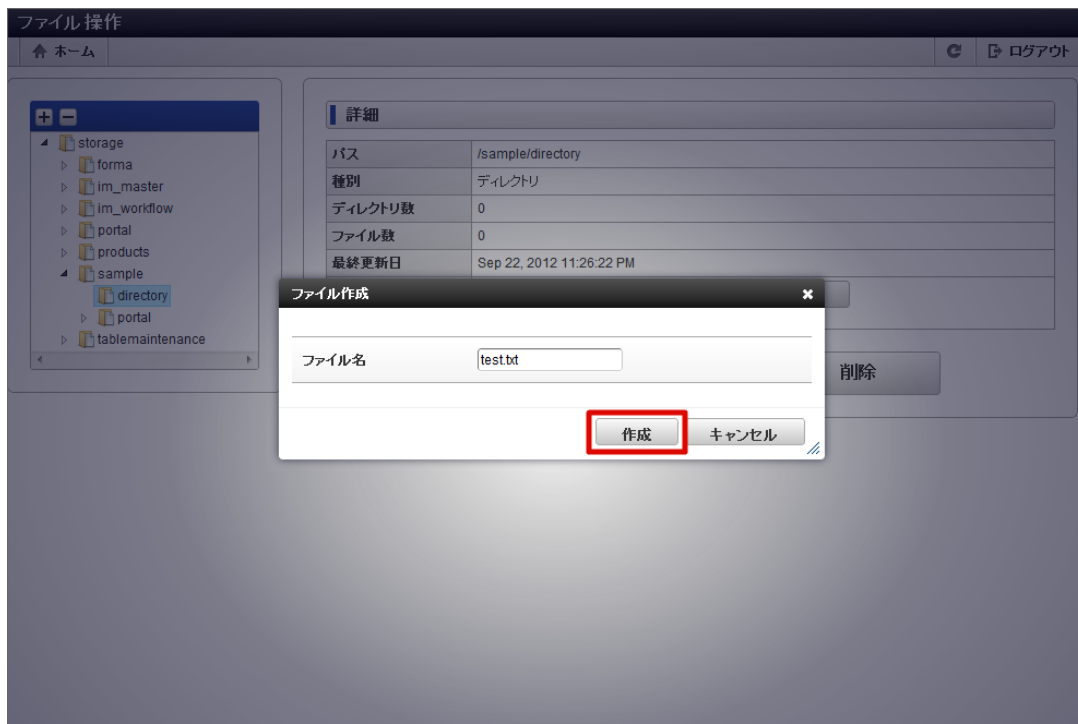 ファイル操作
ホーム
ログアウト
storage
forma
im_master
im_workflow
portal
products
sample
directory
portal
tablemaintenance
詳細
パス /sample/directory
種別 ディレクトリ
ディレクトリ数 0
ファイル数 0
最終更新日 Sep 22, 2012 11:26:22 PM
削除
ファイル作成
ファイル名 test.txt
作成 キャンセル